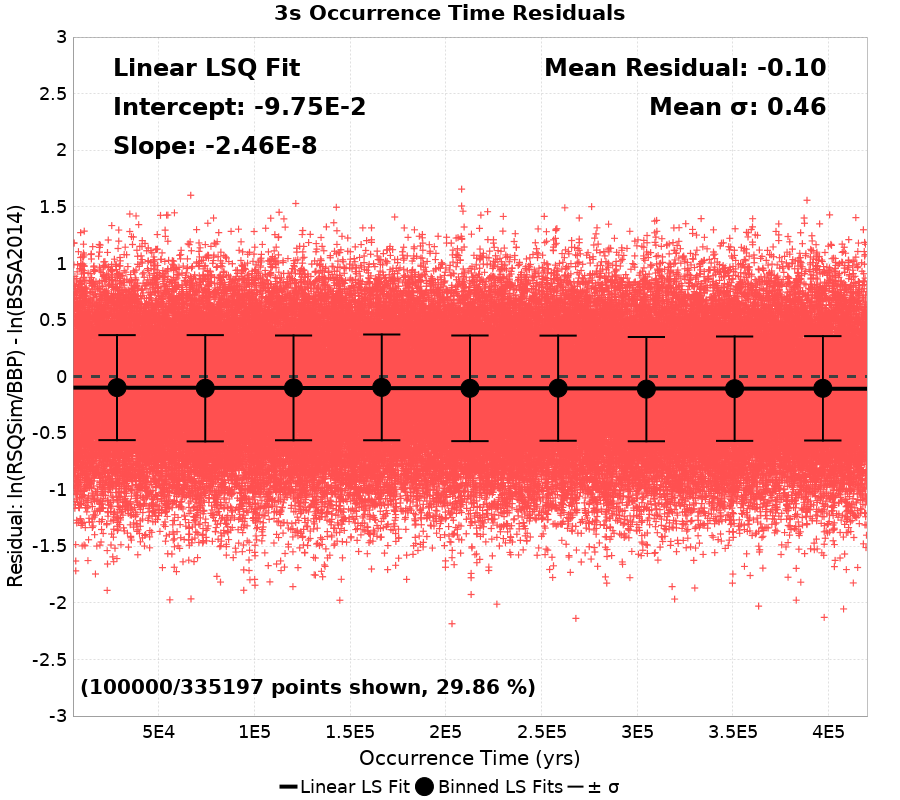 3s Occurrence Time Residuals
Linear LSQ Fit
Intercept: -9.75E-2
Slope: -2.46E-8
Mean Residual: -0.10
Mean σ: 0.46
Residual: ln(RSQSim/BBP) - ln(BSSA2014)
3
2.5
2
1.5
1
0.5
0
-0.5
-1
-1.5
-2
-2.5
-3
(100000/335197 points shown, 29.86 %)
5E4 1E5 1.5E5 2E5 2.5E5 3E5 3.5E5 4E5
Occurrence Time (yrs)
Linear LS Fit Binned LS Fits ± σ